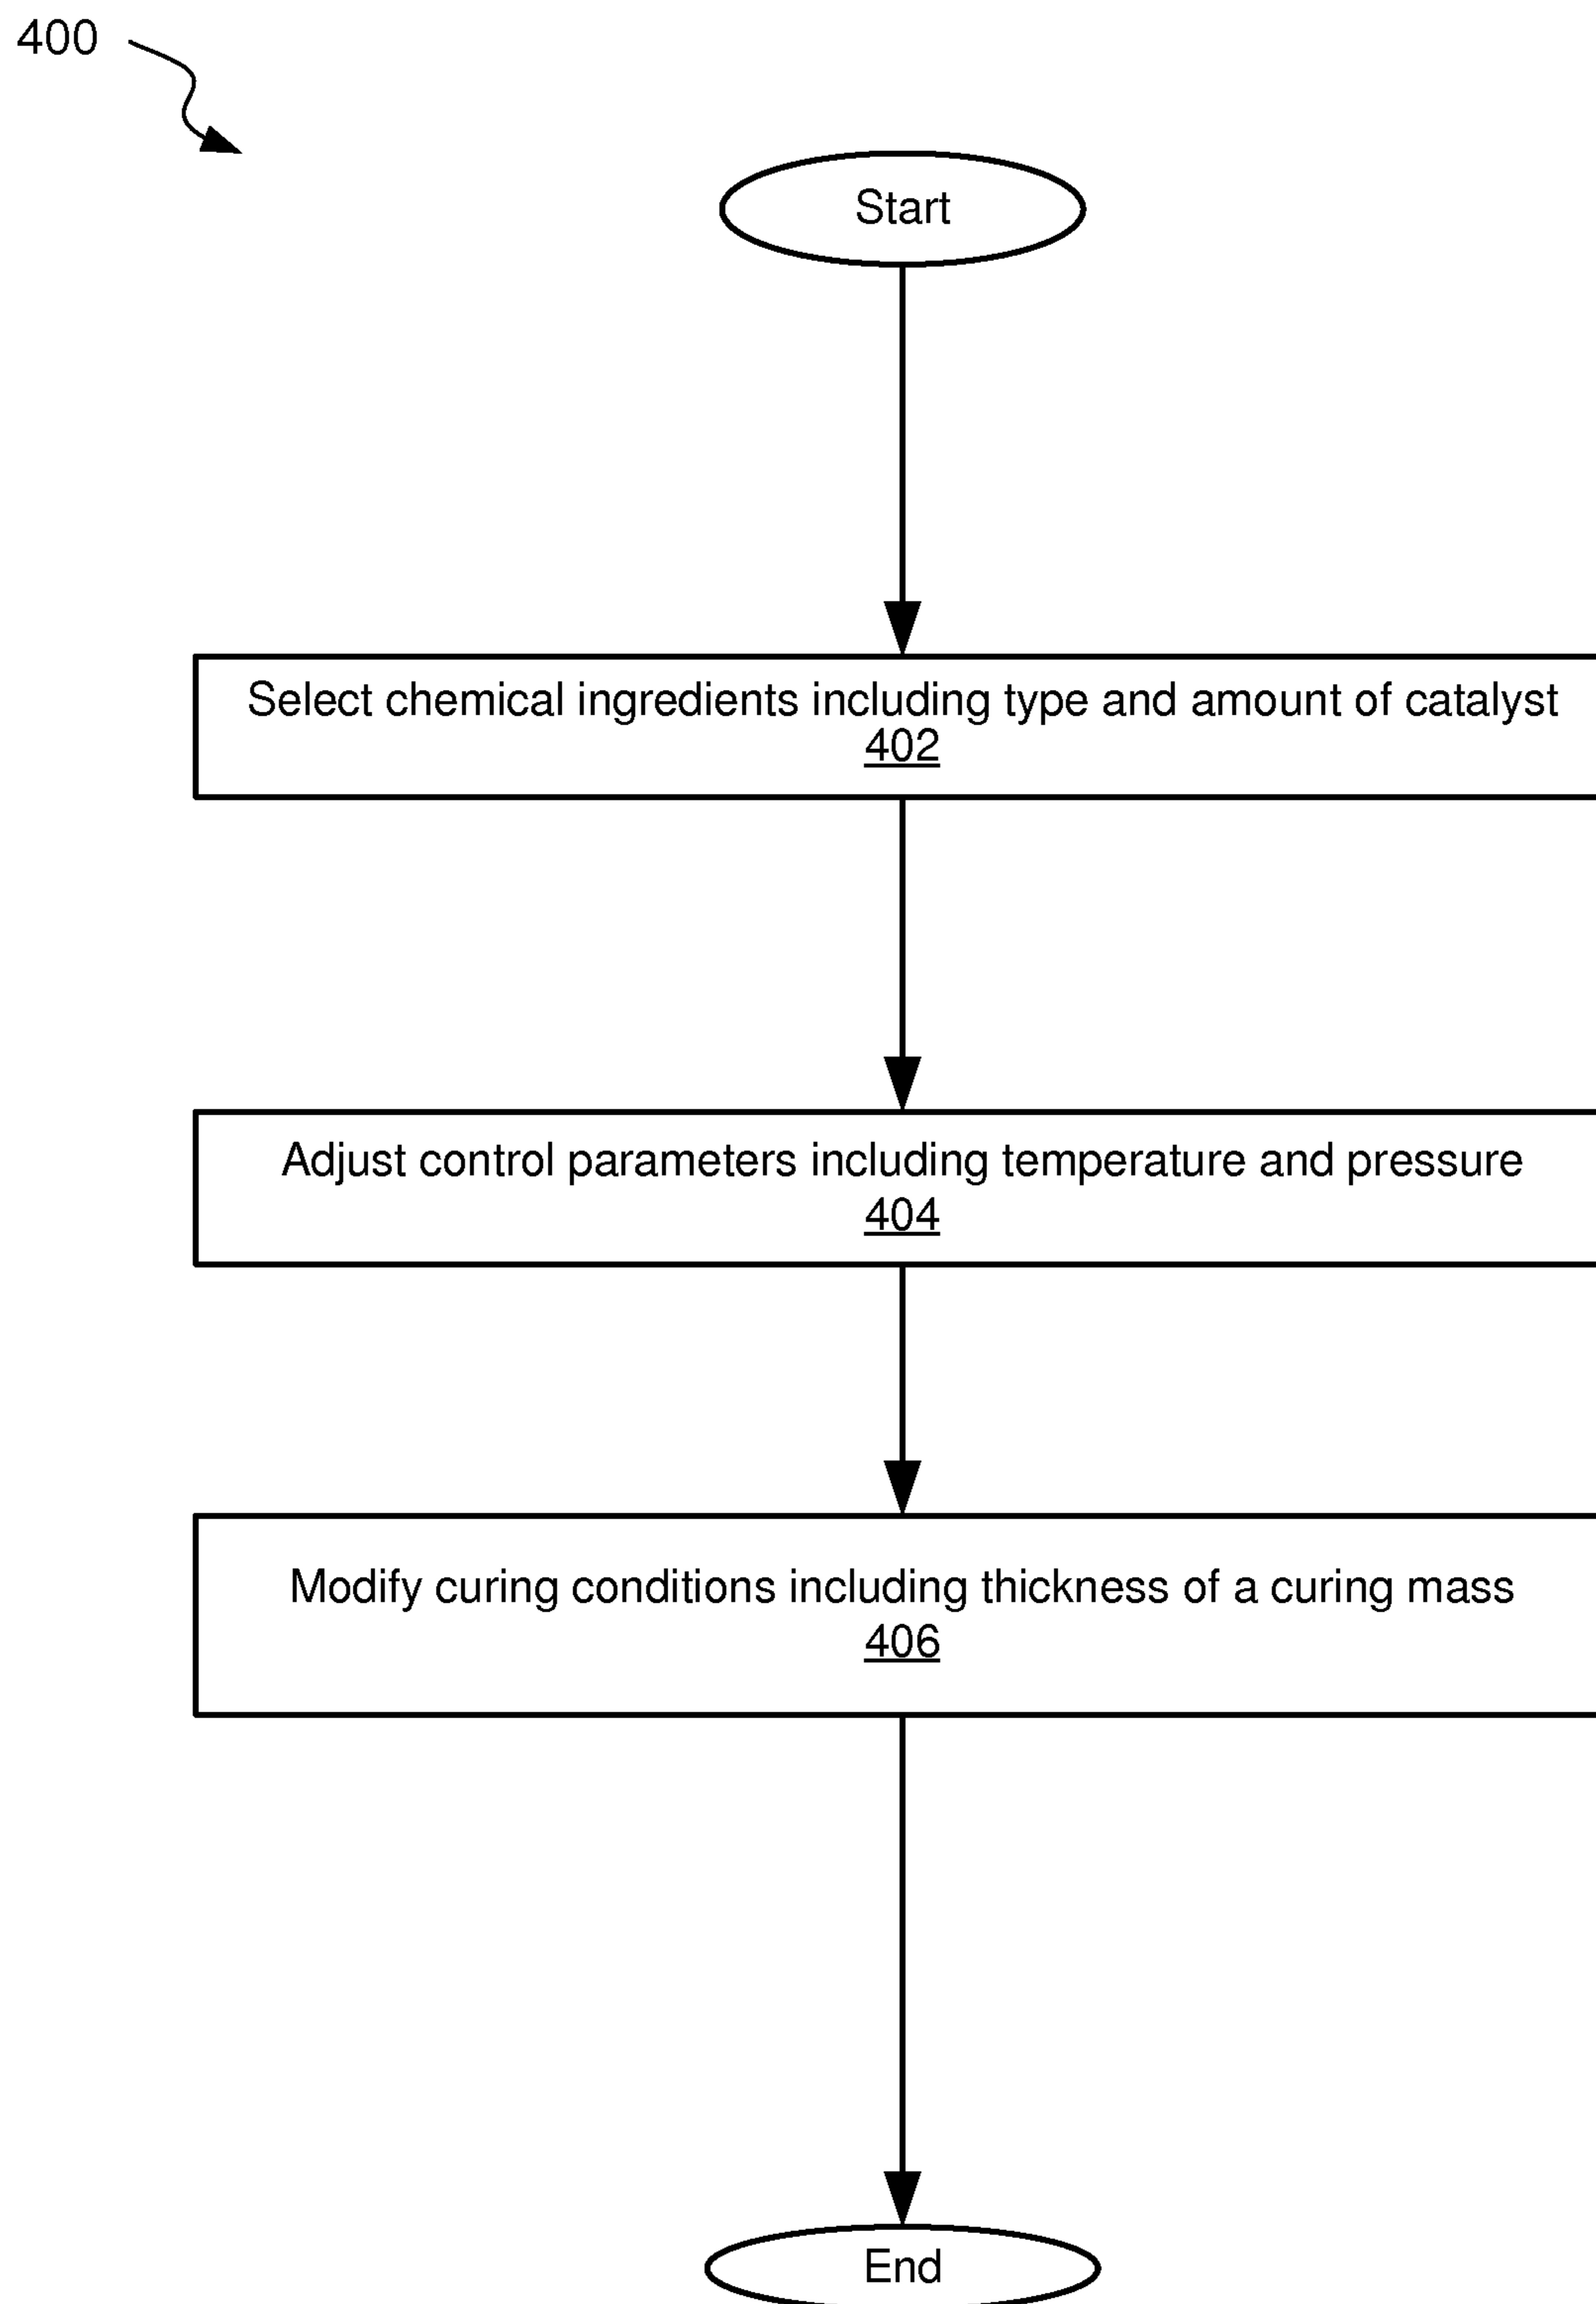 400
Start
Select chemical ingredients including type and amount of catalyst
402
Adjust control parameters including temperature and pressure
404
Modify curing conditions including thickness of a curing mass
406
End